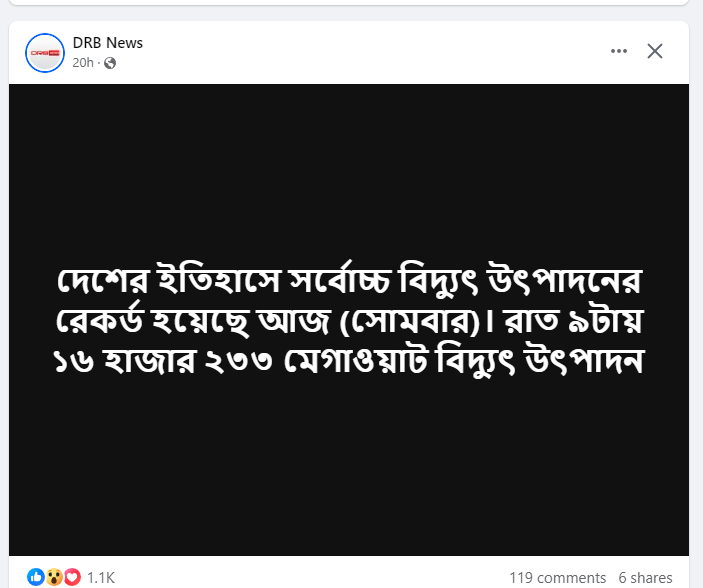 DRB News
20h ·
দেশের ইতিহাসে সর্বোচ্চ বিদ্যুৎ উৎপাদনের
রেকর্ড হয়েছে আজ (সোমবার)। রাত ৯টায়
১৬ হাজার ২৩৩ মেগাওয়াট বিদ্যুৎ উৎপাদন
1.1K
119 comments 6 shares